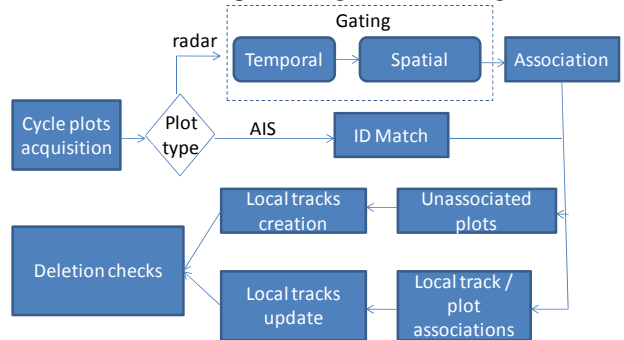 Gating
radar
Temporal
Spatial
Association
Cycle plots
acquisition
Plot
type
AIS
ID Match
Local tracks
creation
Unassociated
plots
Deletion checks
Local tracks
update
Local track /
plot
associations